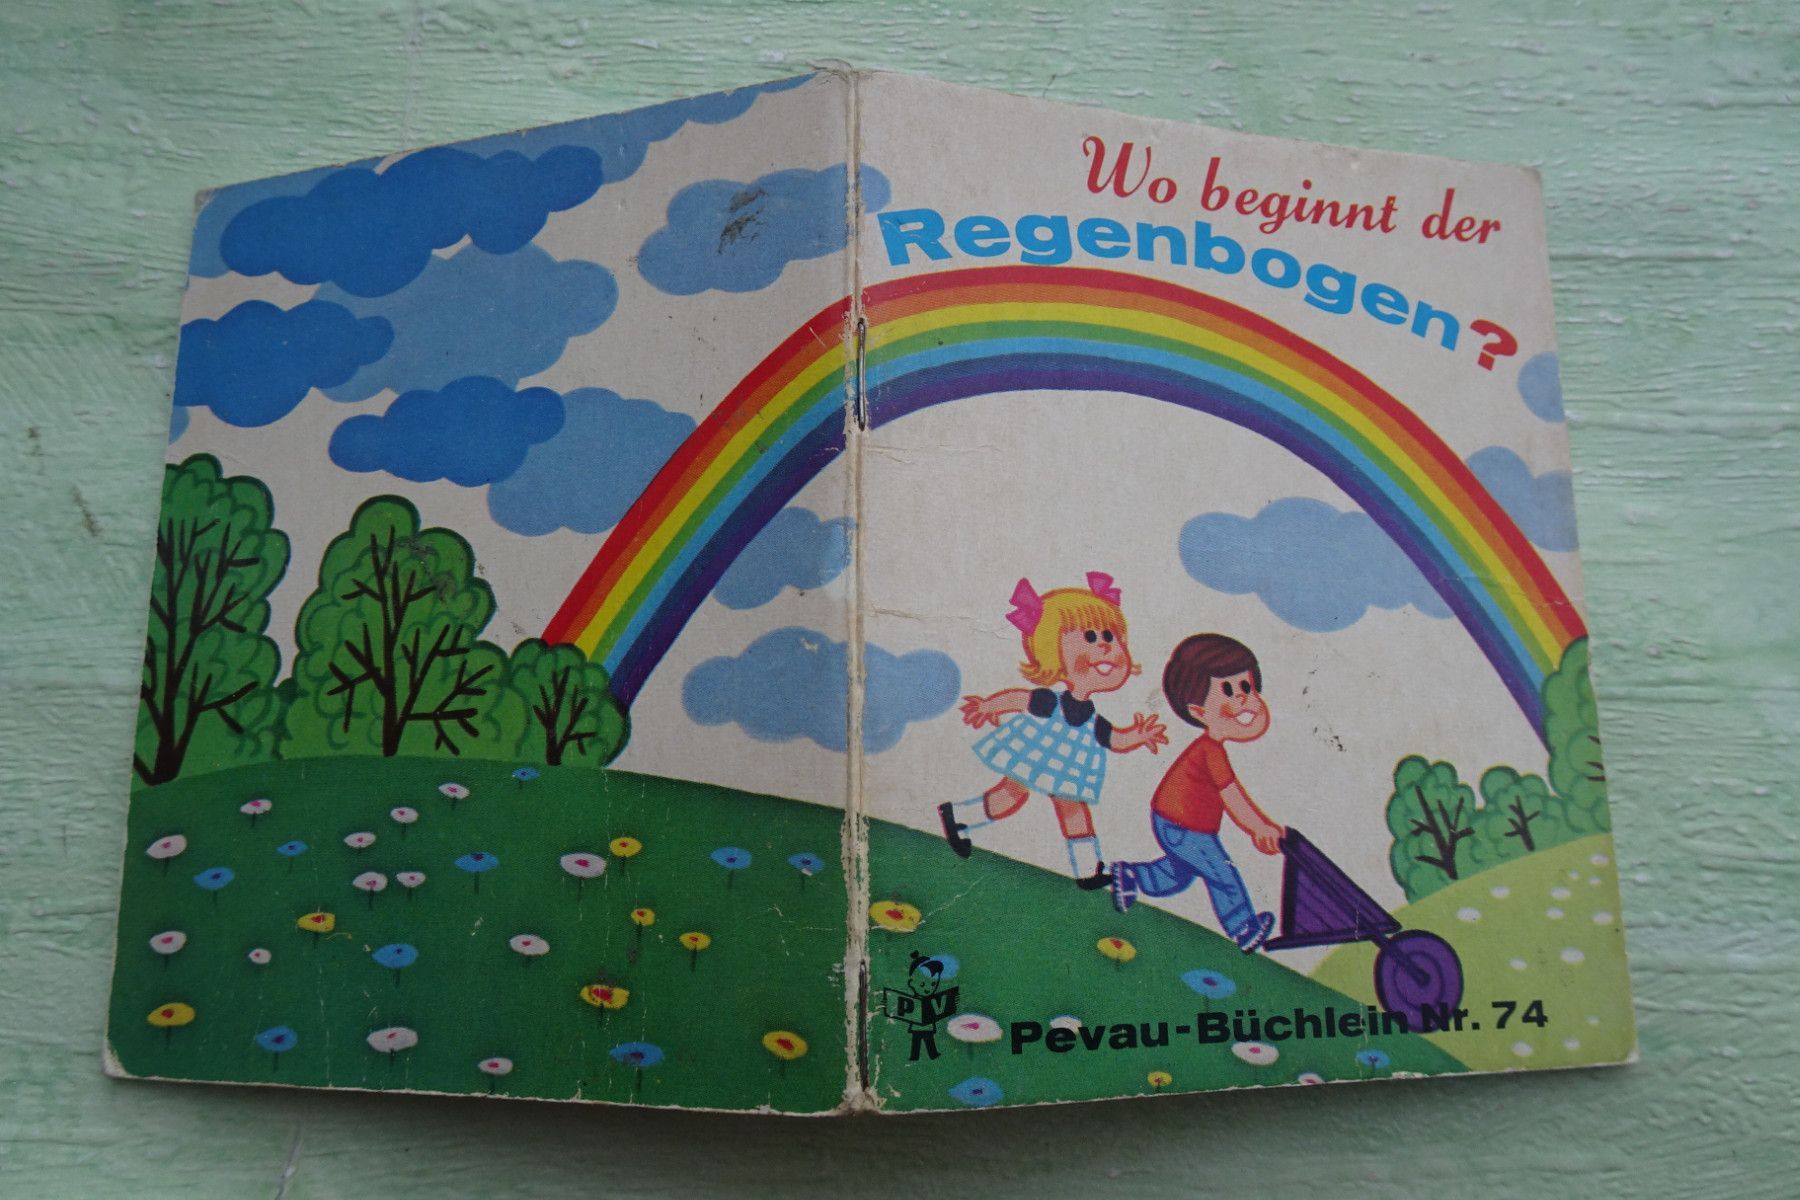 Wo beginnt der
Regenbogen?
PV
Pevau-Büchlein Nr. 74